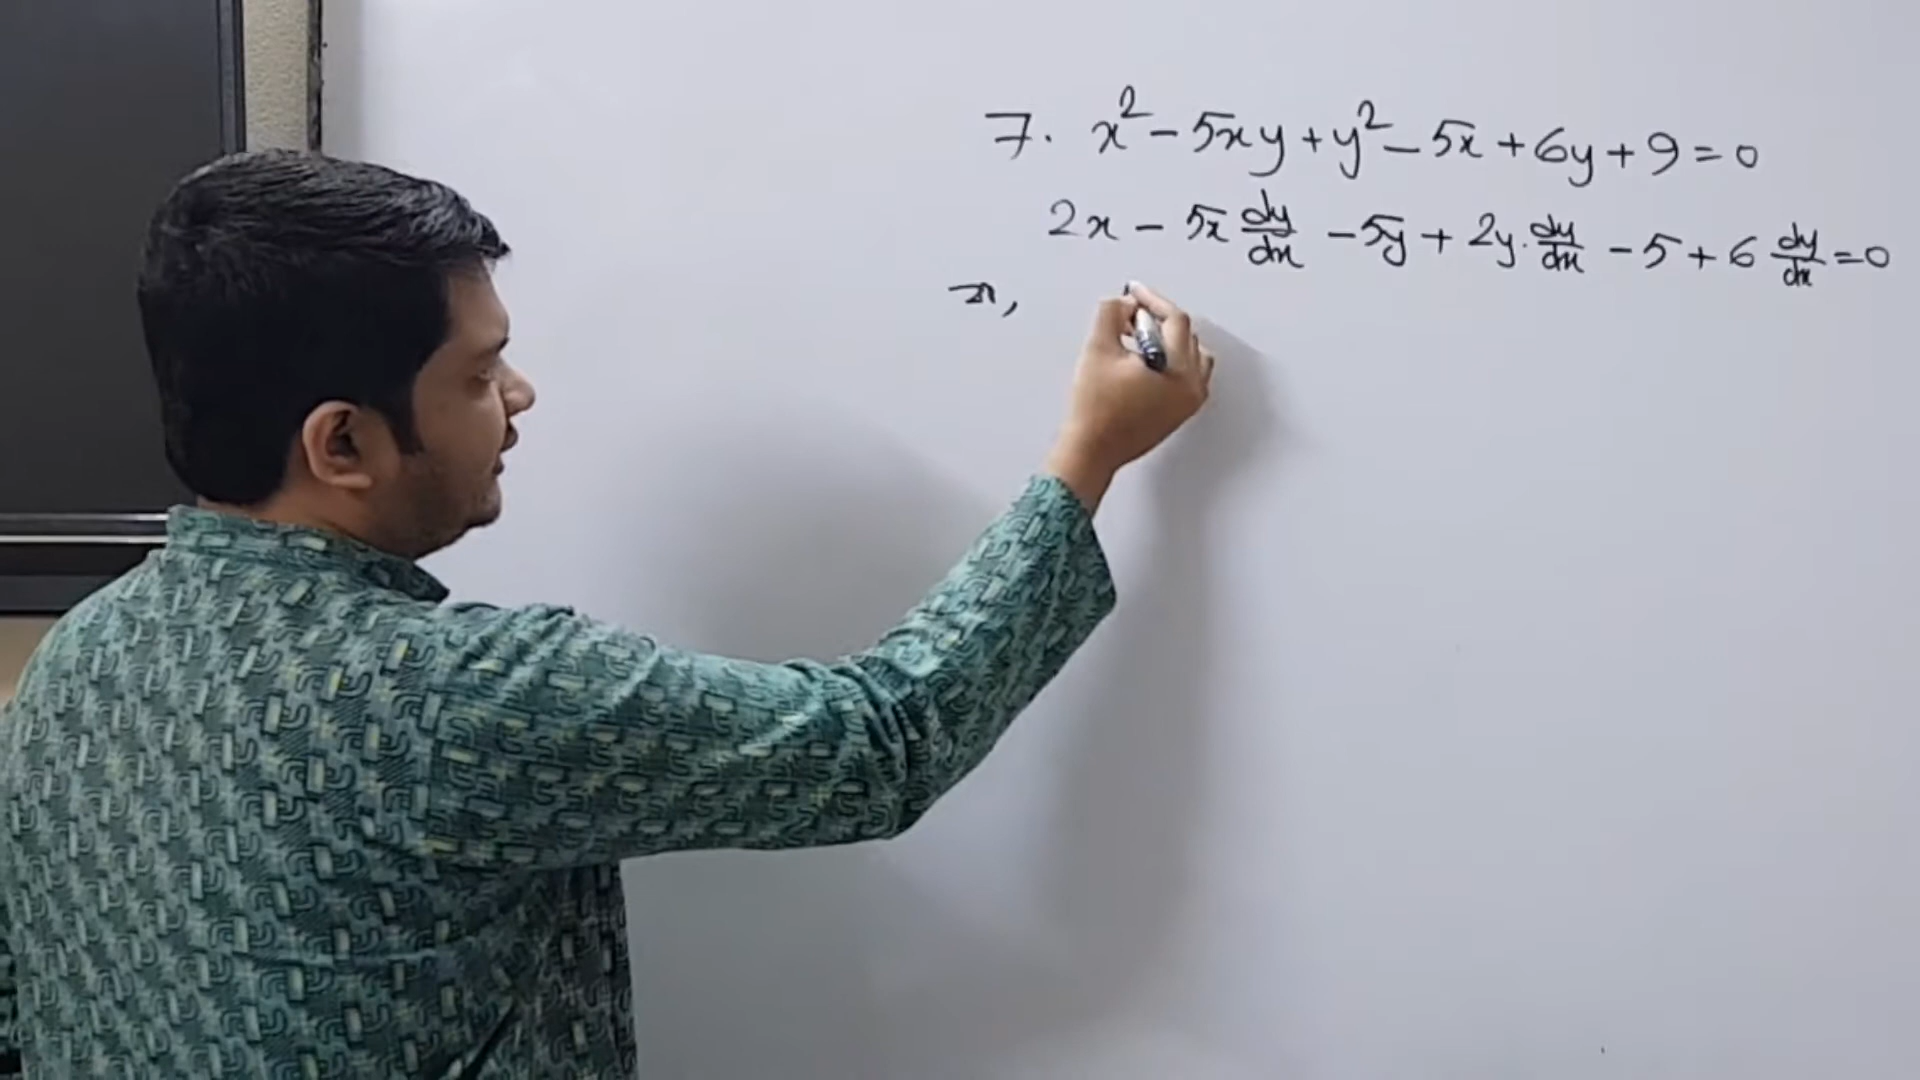 7. x² - 5xy + y² - 5x + 6y + 9 = 0
2x - 5x dy/dx - 5y + 2y. dy/dx - 5 + 6 dy/dx = 0
বা,